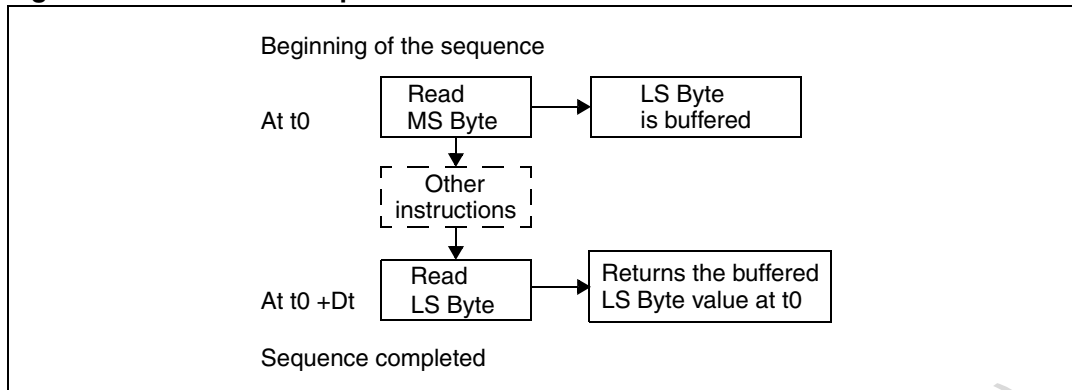 Beginning of the sequence
At t0
Read
MS Byte
LS Byte
is buffered
Other
instructions
At t0 +Dt
Read
LS Byte
Returns the buffered
LS Byte value at t0
Sequence completed